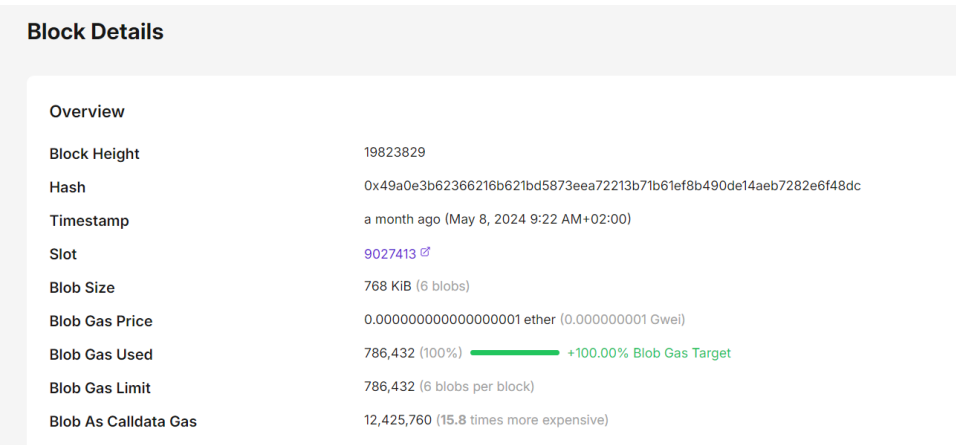 Block Details
Overview
Block Height 19823829
Hash 0x49a0e3b62366216b621bd5873eea72213b71b61ef8b490de14aeb7282e6f48dc
Timestamp a month ago (May 8, 2024 9:22 AM+02:00)
Slot 9027413
Blob Size 768 KiB (6 blobs)
Blob Gas Price 0.000000000000000001 ether (0.000000001 Gwei)
Blob Gas Used 786,432 (100%) +100.00% Blob Gas Target
Blob Gas Limit 786,432 (6 blobs per block)
Blob As Calldata Gas 12,425,760 (15.8 times more expensive)